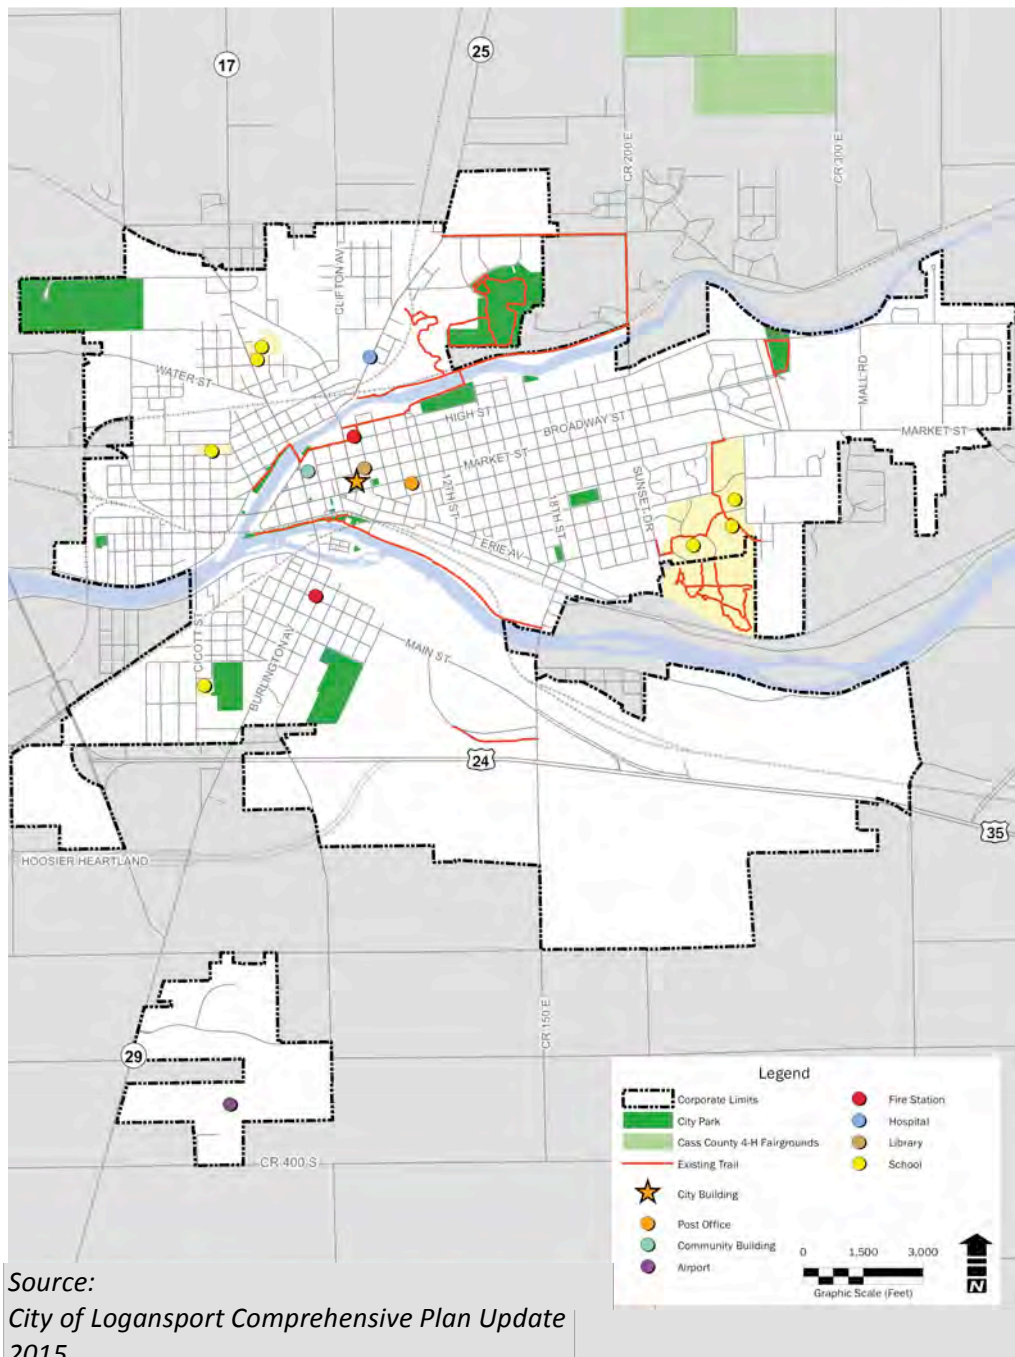 17
25
CR 200 E
CR 300 E
CLIFTON AV
WATER ST
MALL RD
HIGH ST
BROADWAY ST
MARKET ST
MARKET ST
12TH ST
SUNSET DR
18TH ST
ERIE AV
CICOTT ST
BURLINGTON AV
MAIN ST
24
35
HOOSIER HEARTLAND
CR 150 E
29
CR 400 S
Legend
Corporate Limits
City Park
Cass County 4-H Fairgrounds
Existing Trail
City Building
Post Office
Community Building
Airport
Fire Station
Hospital
Library
School
0 1,500 3,000
Graphic Scale (Feet)
N
Source:
City of Logansport Comprehensive Plan Update
2015